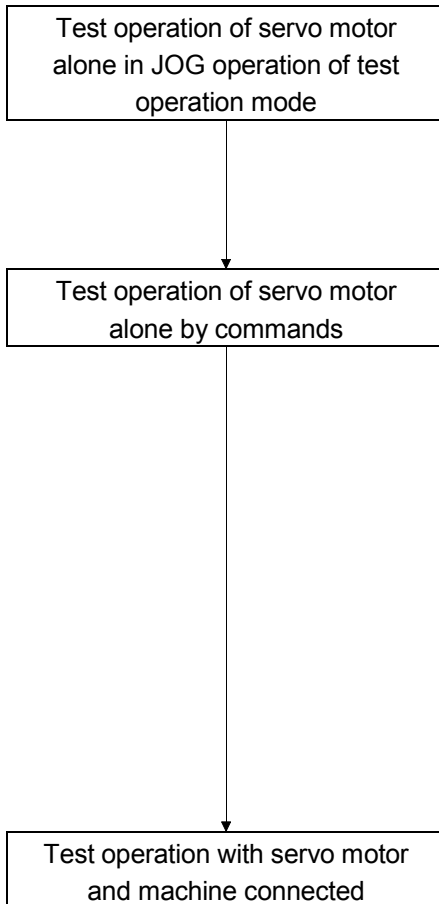 Test operation of servo motor
alone in JOG operation of test
operation mode
Test operation of servo motor
alone by commands
Test operation with servo motor
and machine connected